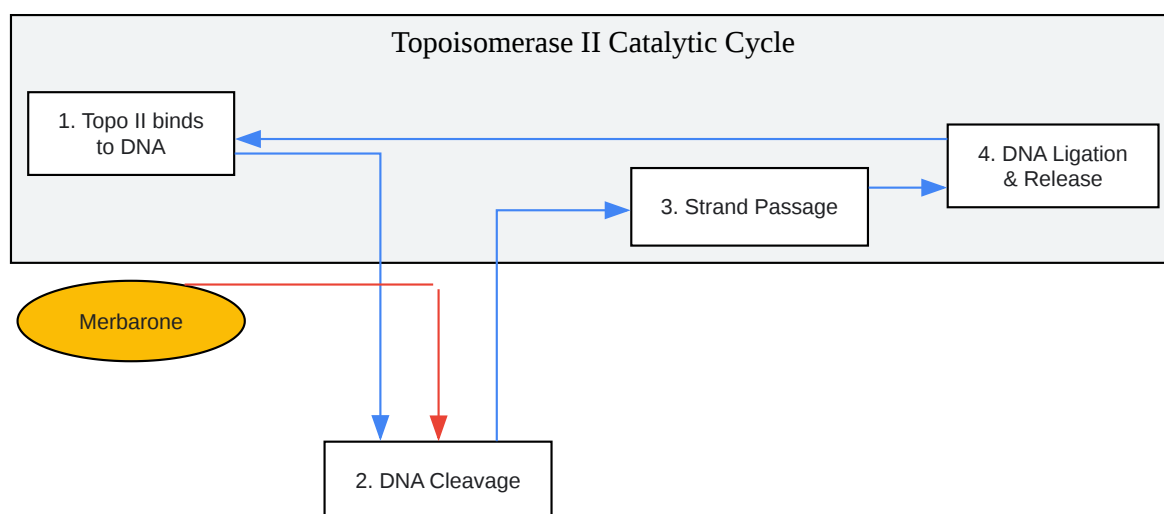 Topoisomerase II Catalytic Cycle
1. Topo II binds
to DNA
4. DNA Ligation
& Release
3. Strand Passage
Merbarone
2. DNA Cleavage